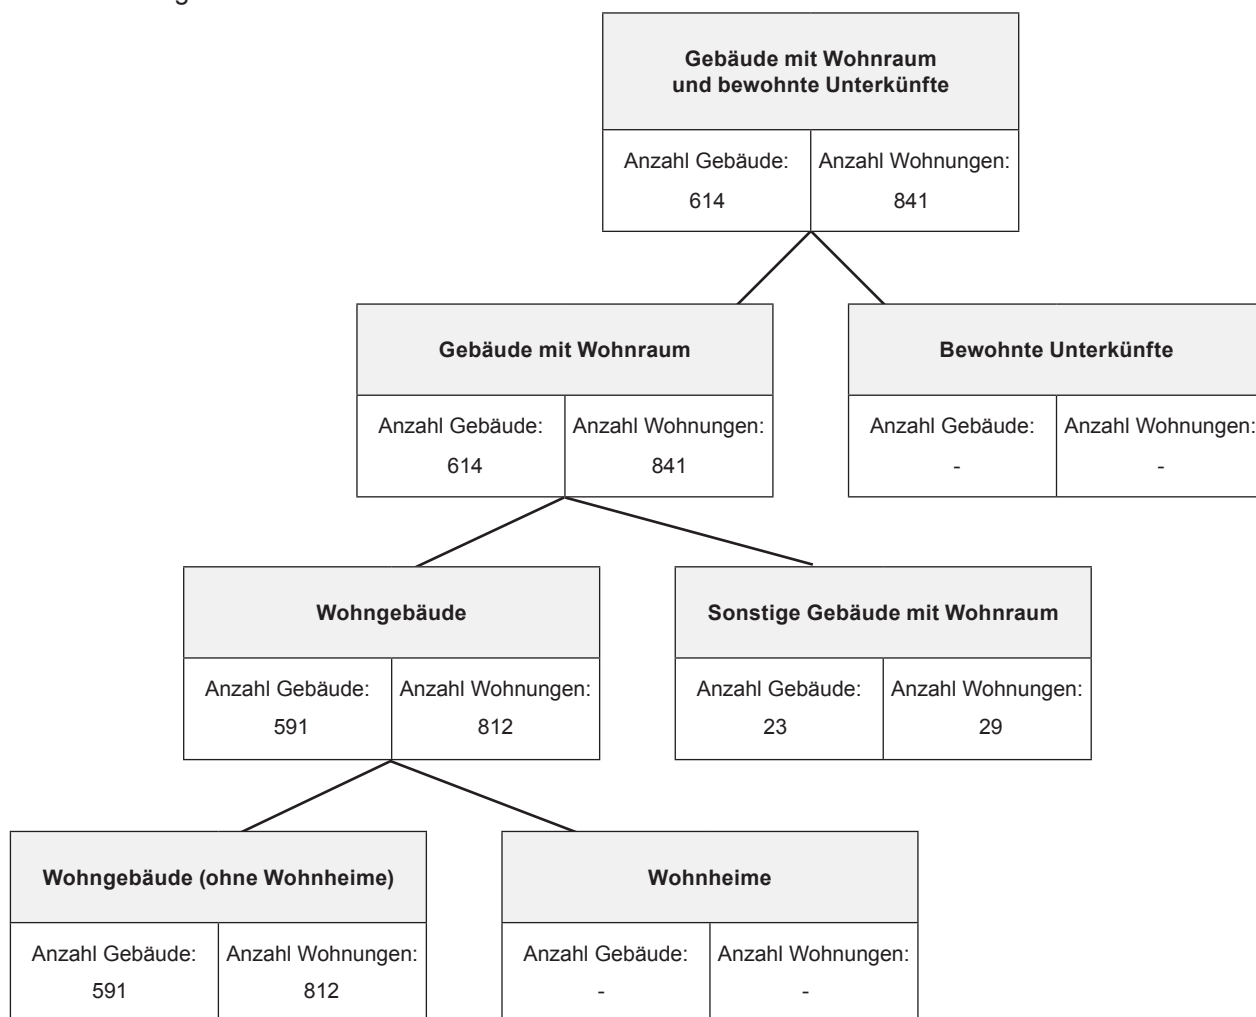 Gebäude mit Wohnraum
und bewohnte Unterkünfte
Anzahl Gebäude: Anzahl Wohnungen:
614 841
Gebäude mit Wohnraum
Anzahl Gebäude: Anzahl Wohnungen:
614 841
Bewohnte Unterkünfte
Anzahl Gebäude: Anzahl Wohnungen:
- -
Wohngebäude
Anzahl Gebäude: Anzahl Wohnungen:
591 812
Sonstige Gebäude mit Wohnraum
Anzahl Gebäude: Anzahl Wohnungen:
23 29
Wohngebäude (ohne Wohnheime)
Anzahl Gebäude: Anzahl Wohnungen:
591 812
Wohnheime
Anzahl Gebäude: Anzahl Wohnungen:
- -